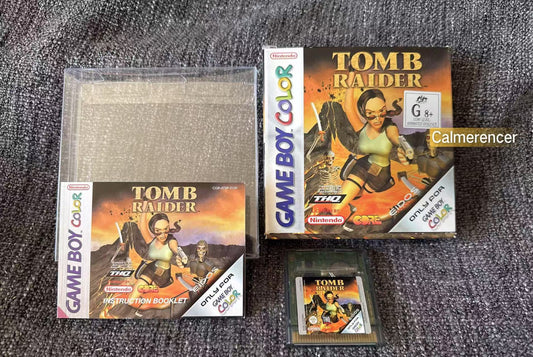 Nintendo
TOMB
RAIDER
GAME BOY COLOR
G 8+
Calmerencer
THQ
Nintendo
CORE
EIDOS
ONLY FOR
GAME BOY
COLOR
TOMB
RAIDER
GAME BOY COLOR
THQ
Nintendo
CORE
INSTRUCTION BOOKLET
ONLY FOR
GAME BOY
COLOR
TOMB
RAIDER